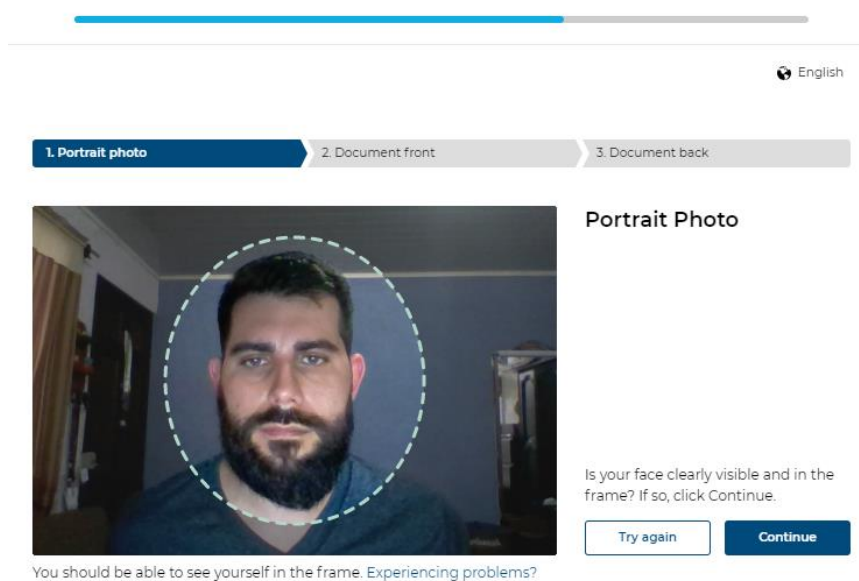 English
1. Portrait photo
2. Document front
3. Document back
Portrait Photo
Is your face clearly visible and in the
frame? If so, click Continue.
Try again
Continue
You should be able to see yourself in the frame. Experiencing problems?